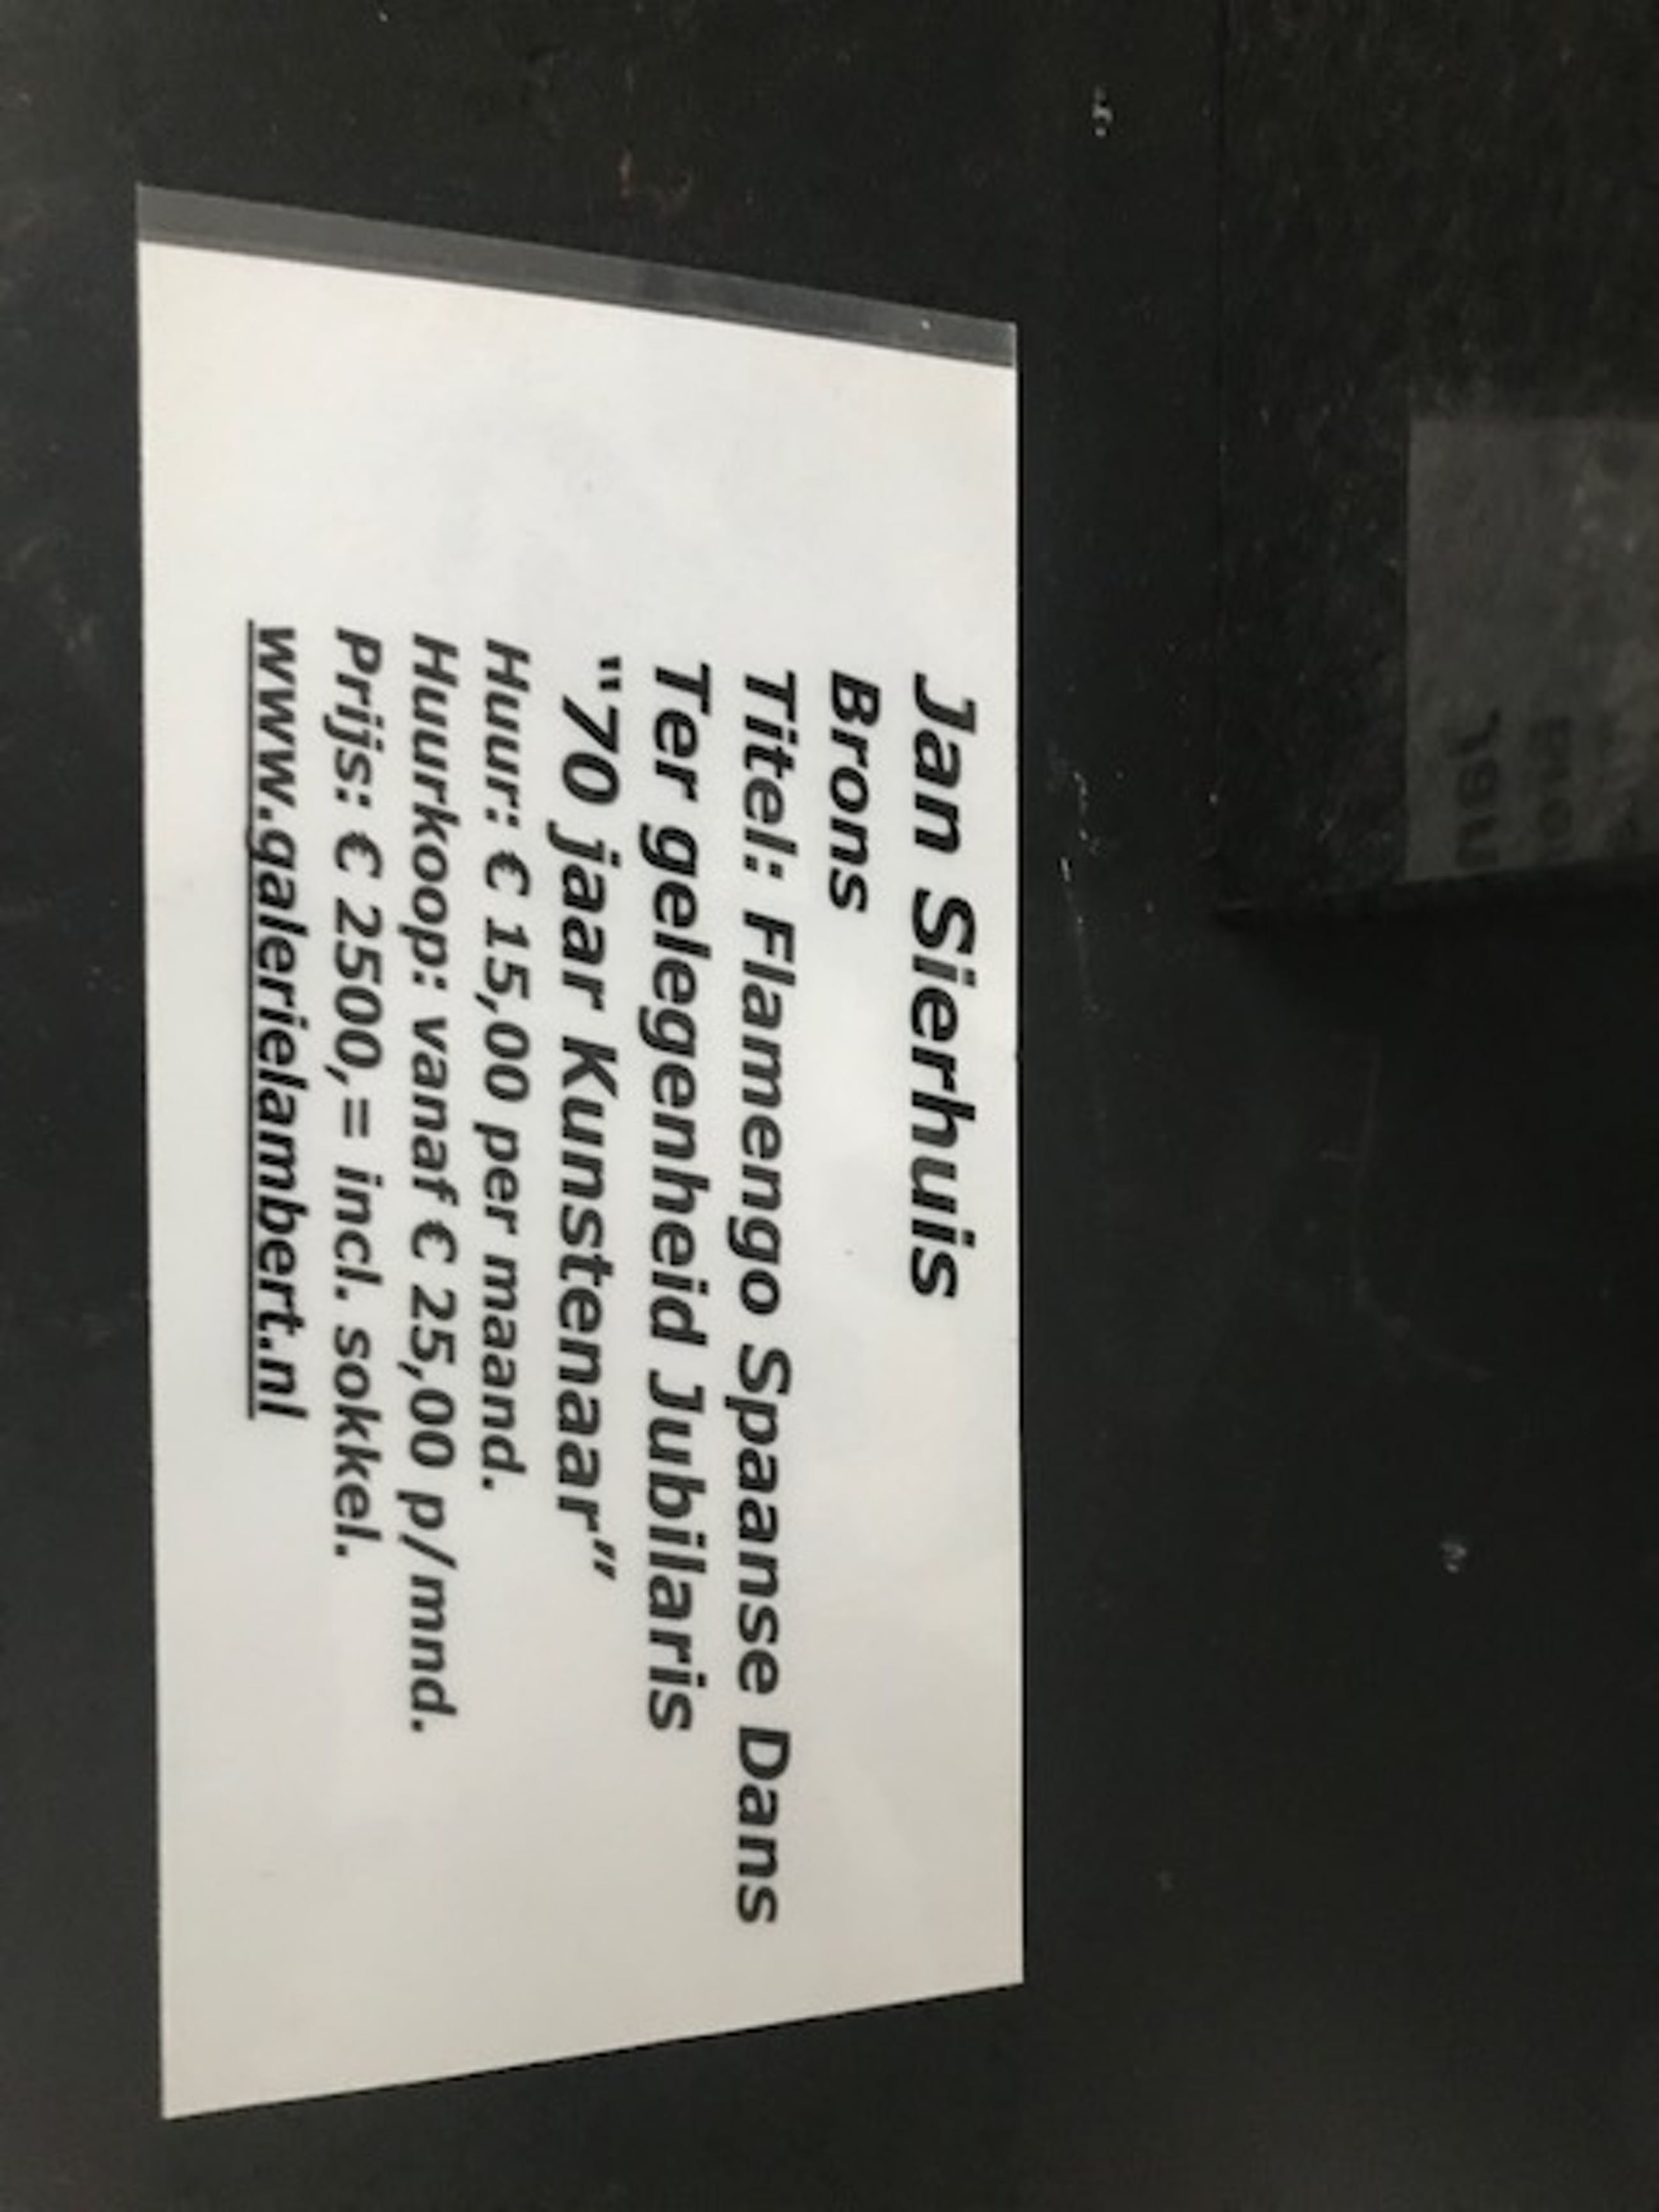 Jan Sierhuis
Brons
Titel: Flamengo Spaanse Dans
Ter gelegenheid Jubilaris
“70 jaar Kunstenaar”
Huur: € 15,00 per maand.
Huurkoop: vanaf € 25,00 p/mnd.
Prijs: € 2500,= incl. sokkel.
www.galerielambert.nl